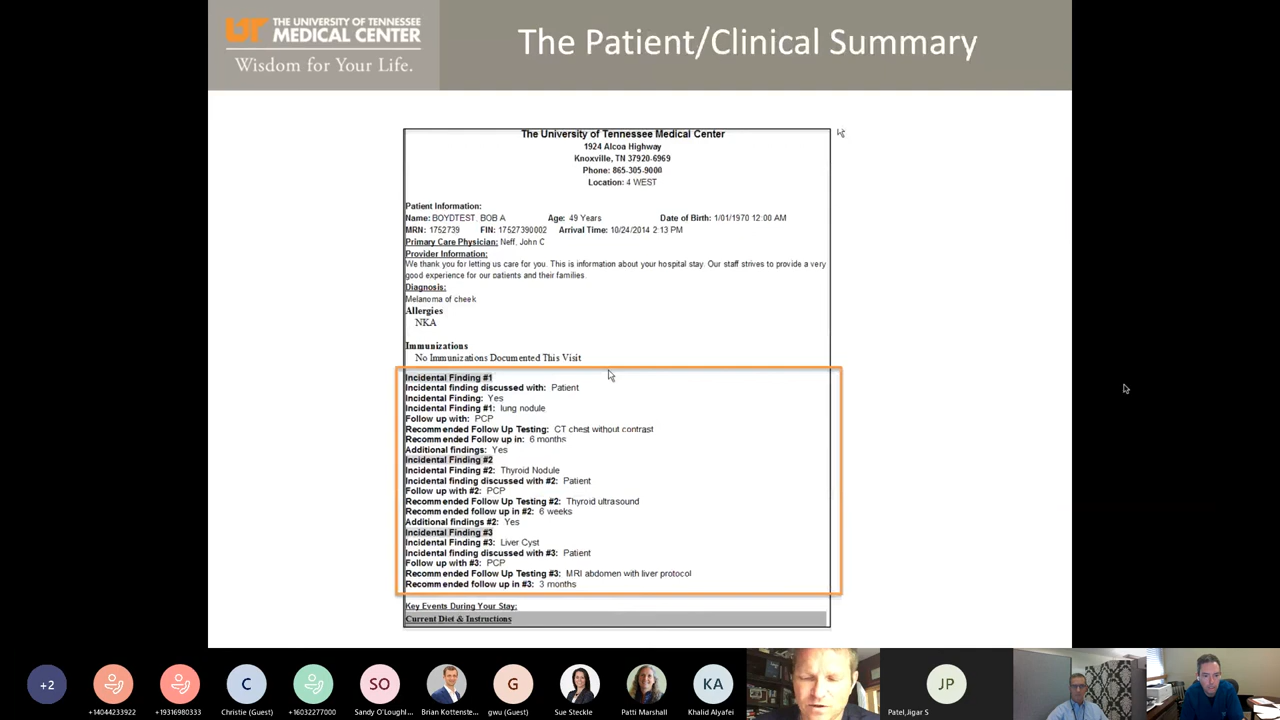 THE UNIVERSITY OF TENNESSEE
MEDICAL CENTER
Wisdom for Your Life.
The Patient/Clinical Summary
The University of Tennessee Medical Center
1924 Alcoa Highway
Knoxville, TN 37920-6969
Phone: 865-305-9000
Location: 4 WEST
Patient Information:
Name: BOYDTEST, BOB A Age: 49 Years Date of Birth: 1/01/1970 12:00 AM
MRN: 1752739 FIN: 17527390002 Arrival Time: 10/24/2014 2:13 PM
Primary Care Physician: Neff, John C
Provider Information:
We thank you for letting us care for you. This is information about your hospital stay. Our staff strives to provide a very
good experience for our patients and their families.
Diagnosis:
Melanoma of cheek
Allergies
NKA
Immunizations
No Immunizations Documented This Visit
Incidental Finding #1
Incidental finding discussed with: Patient
Incidental Finding: Yes
Incidental Finding #1: lung nodule
Follow up with: PCP
Recommended Follow Up Testing: CT chest without contrast
Recommended Follow up in: 6 months
Additional findings: Yes
Incidental Finding #2
Incidental Finding #2: Thyroid Nodule
Incidental finding discussed with #2: Patient
Follow up with #2: PCP
Recommended Follow Up Testing #2: Thyroid ultrasound
Recommended follow up in #2: 6 weeks
Additional findings #2: Yes
Incidental Finding #3
Incidental Finding #3: Liver Cyst
Incidental finding discussed with #3: Patient
Follow up with #3: PCP
Recommended Follow Up Testing #3: MRI abdomen with liver protocol
Recommended follow up in #3: 3 months
Key Events During Your Stay:
Current Diet & Instructions
+2 C SO G KA JP
+14044233922 +19316980333 Christie (Guest) +16032277000 Sandy O'Loughl... Brian Kottenste... gwu (Guest) Sue Steckle Patti Marshall Khalid Alyafei Patel,Jigar S